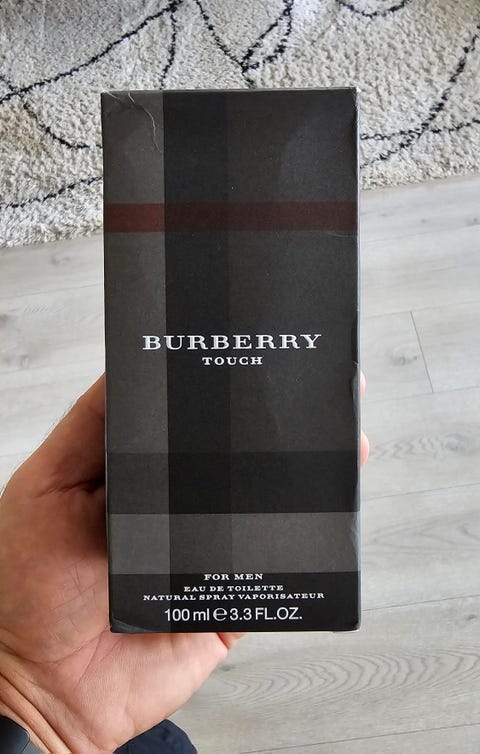 BURBERRY
TOUCH
FOR MEN
EAU DE TOILETTE
NATURAL SPRAY VAPORISATEUR
100 ml ℮ 3.3 FL.OZ.